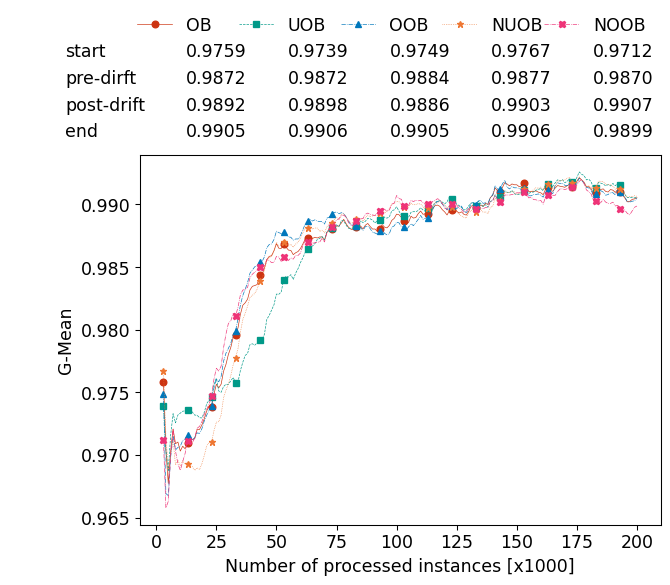 OB UOB OOB NUOB NOOB
start 0.9759 0.9739 0.9749 0.9767 0.9712
pre-dirft 0.9872 0.9872 0.9884 0.9877 0.9870
post-drift 0.9892 0.9898 0.9886 0.9903 0.9907
end 0.9905 0.9906 0.9905 0.9906 0.9899
G-Mean
0.990
0.985
0.980
0.975
0.970
0.965
0 25 50 75 100 125 150 175 200
Number of processed instances [x1000]